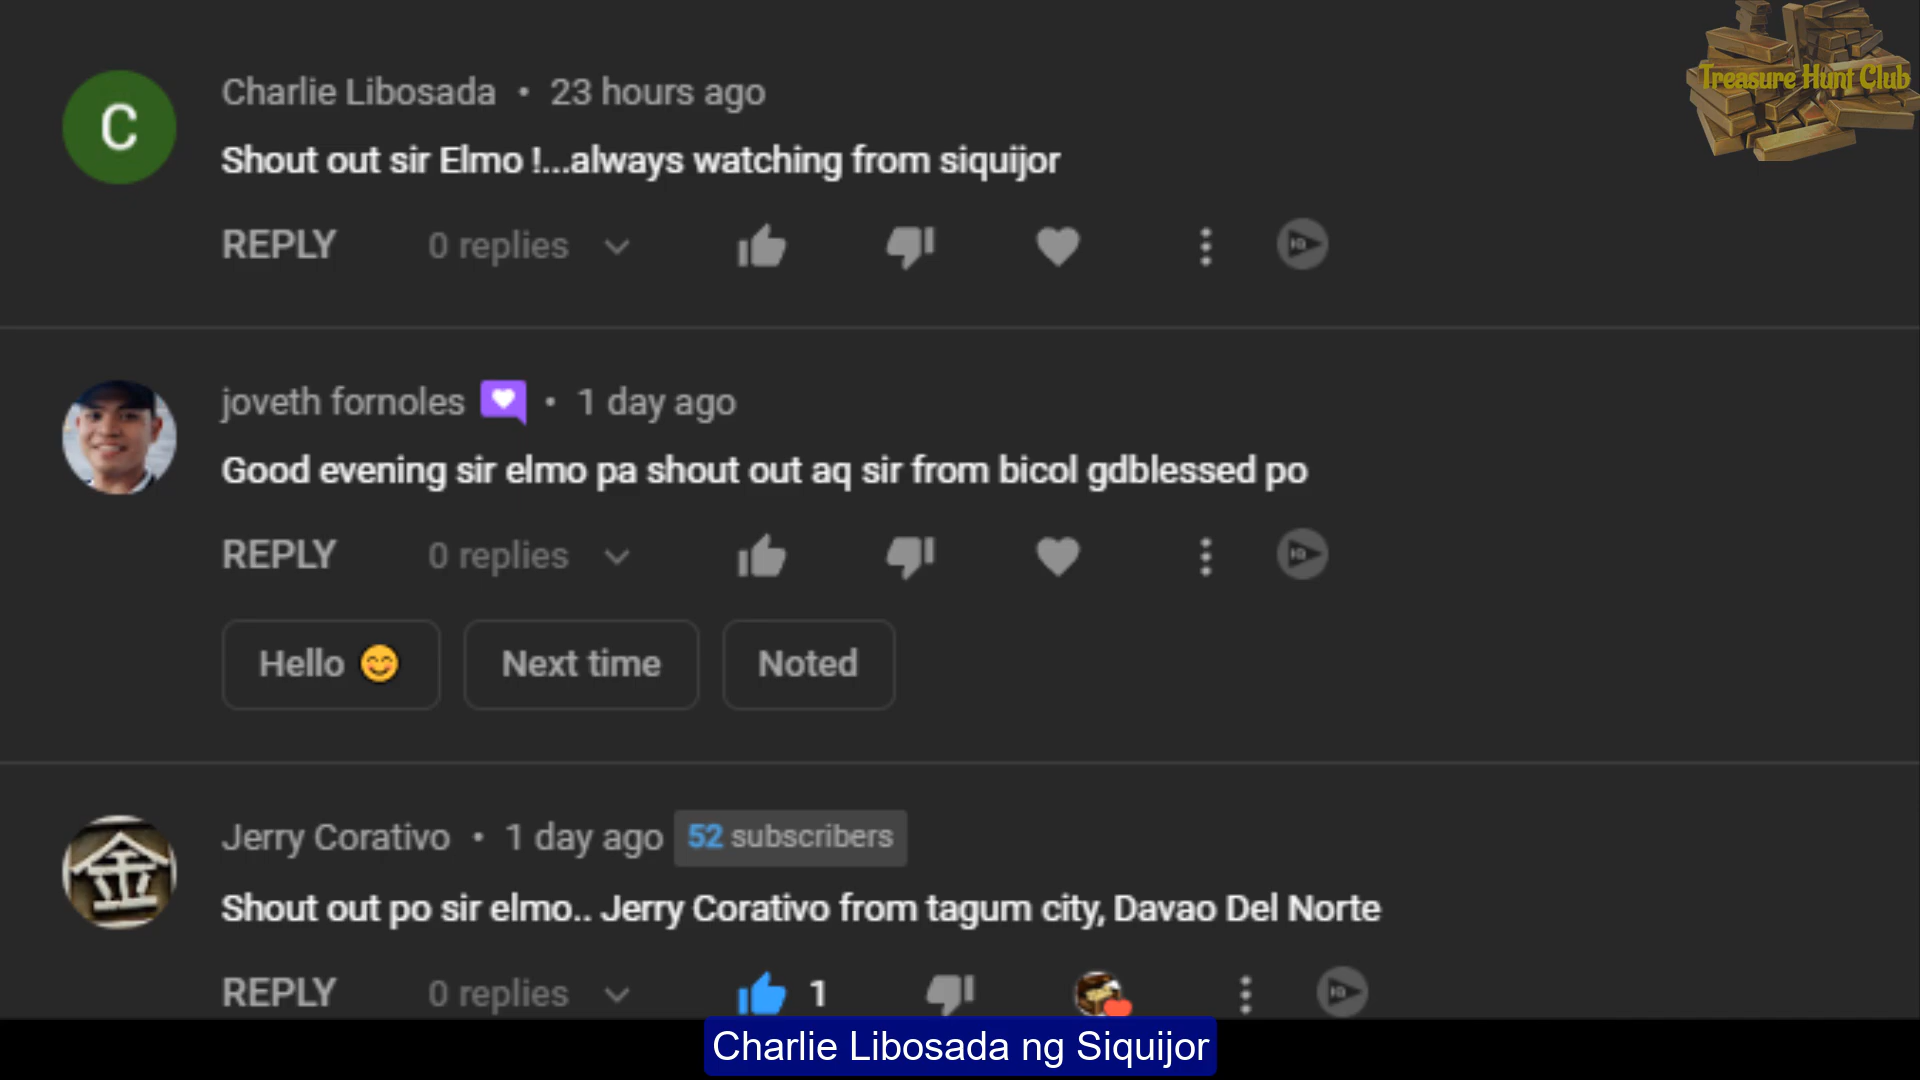 Treasure Hunt Club
C
Charlie Libosada • 23 hours ago
Shout out sir Elmo !...always watching from siquijor
REPLY 0 replies
joveth fornoles • 1 day ago
Good evening sir elmo pa shout out aq sir from bicol gdblessed po
REPLY 0 replies
Hello 😊 Next time Noted
金
Jerry Corativo • 1 day ago 52 subscribers
Shout out po sir elmo.. Jerry Corativo from tagum city, Davao Del Norte
REPLY 0 replies 1
Charlie Libosada ng Siquijor